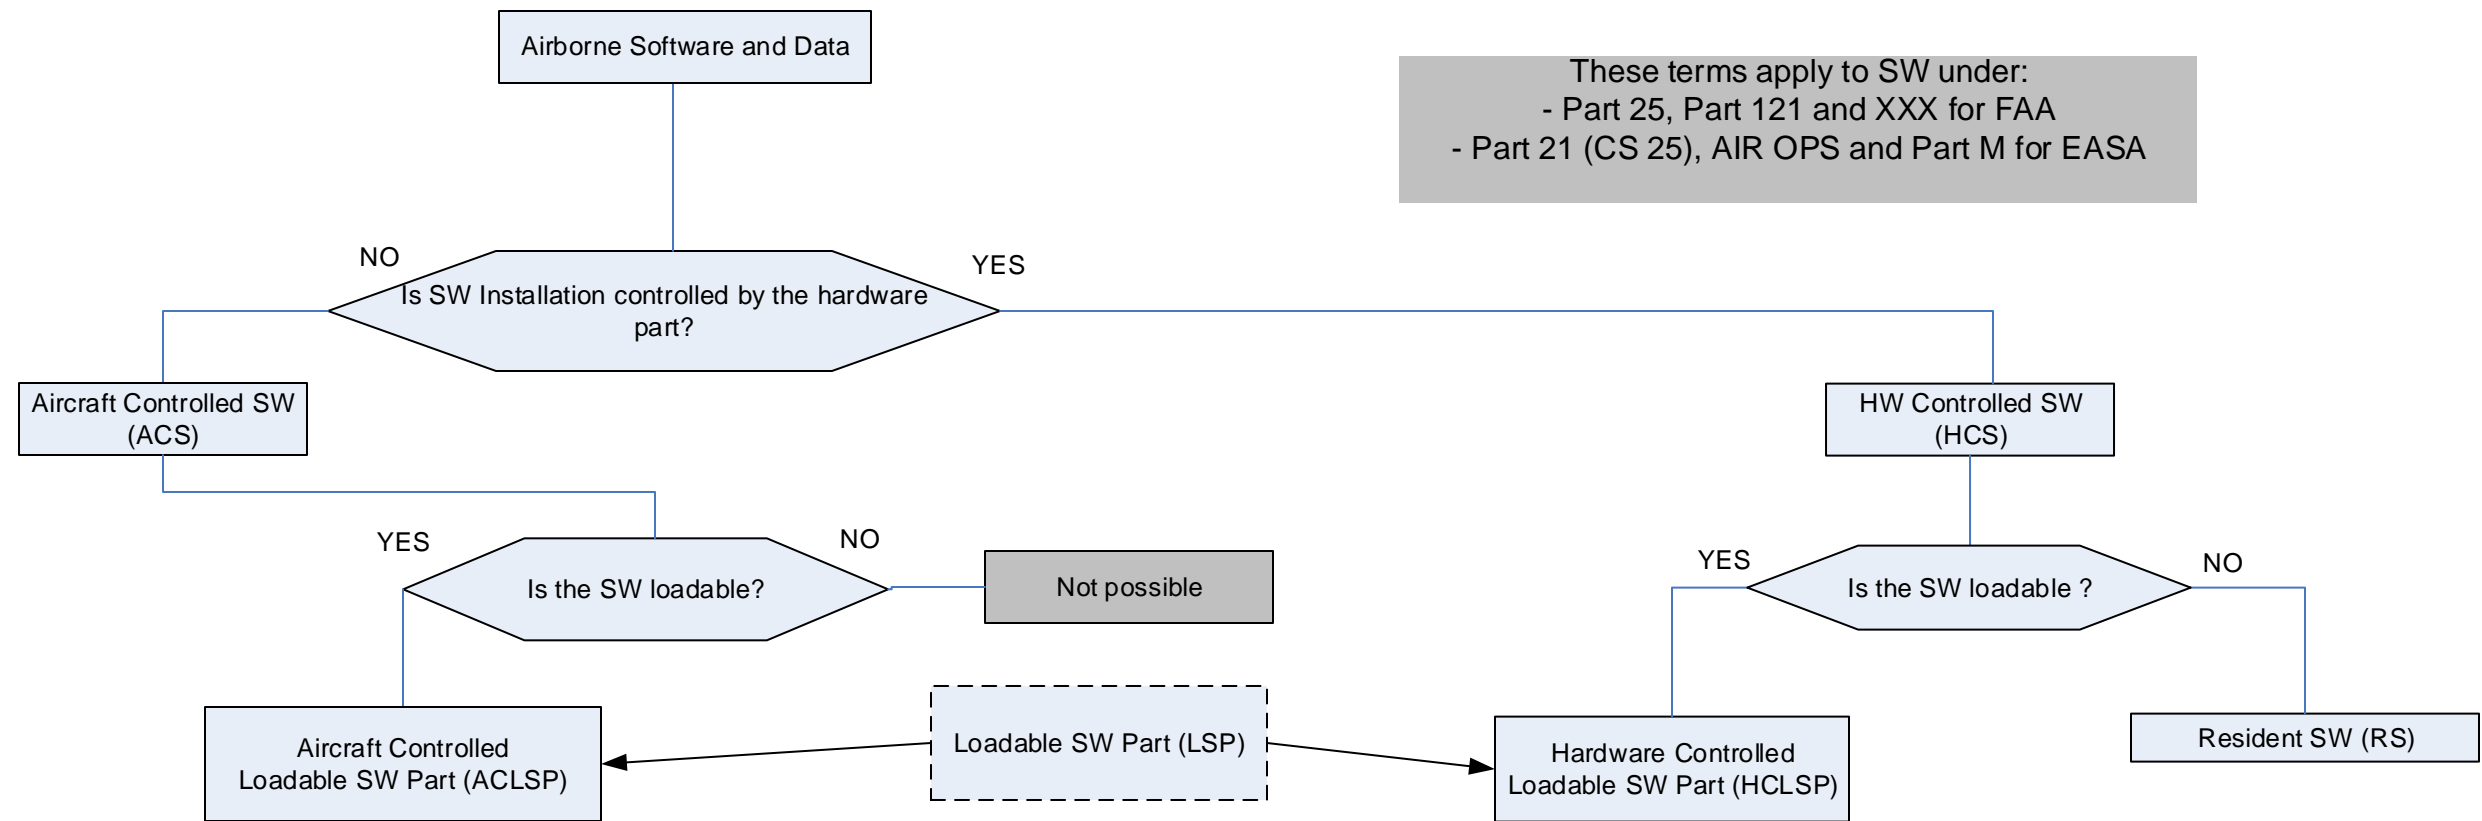 Airborne Software and Data
These terms apply to SW under:
- Part 25, Part 121 and XXX for FAA
- Part 21 (CS 25), AIR OPS and Part M for EASA
NO
YES
Is SW Installation controlled by the hardware
part?
Aircraft Controlled SW
(ACS)
HW Controlled SW
(HCS)
YES
NO
Is the SW loadable?
Not possible
YES
NO
Is the SW loadable ?
Aircraft Controlled
Loadable SW Part (ACLSP)
Loadable SW Part (LSP)
Hardware Controlled
Loadable SW Part (HCLSP)
Resident SW (RS)